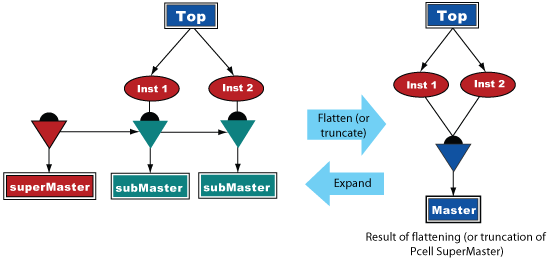 Top
Top
Inst 1
Inst 2
Inst 1
Inst 2
Flatten (or
truncate)
Expand
superMaster
subMaster
subMaster
Master
Result of flattening (or truncation of
Pcell SuperMaster)